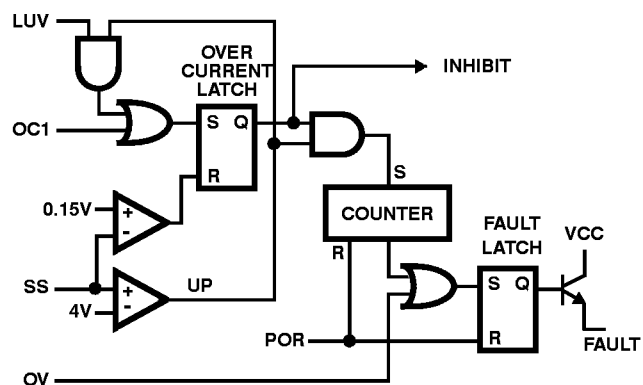 LUV
OVER
CURRENT
LATCH
INHIBIT
S Q
OC1
R
S
0.15V
+
-
COUNTER
FAULT
LATCH
VCC
R
UP
SS
+
-
4V
S Q
POR
R
FAULT
OV